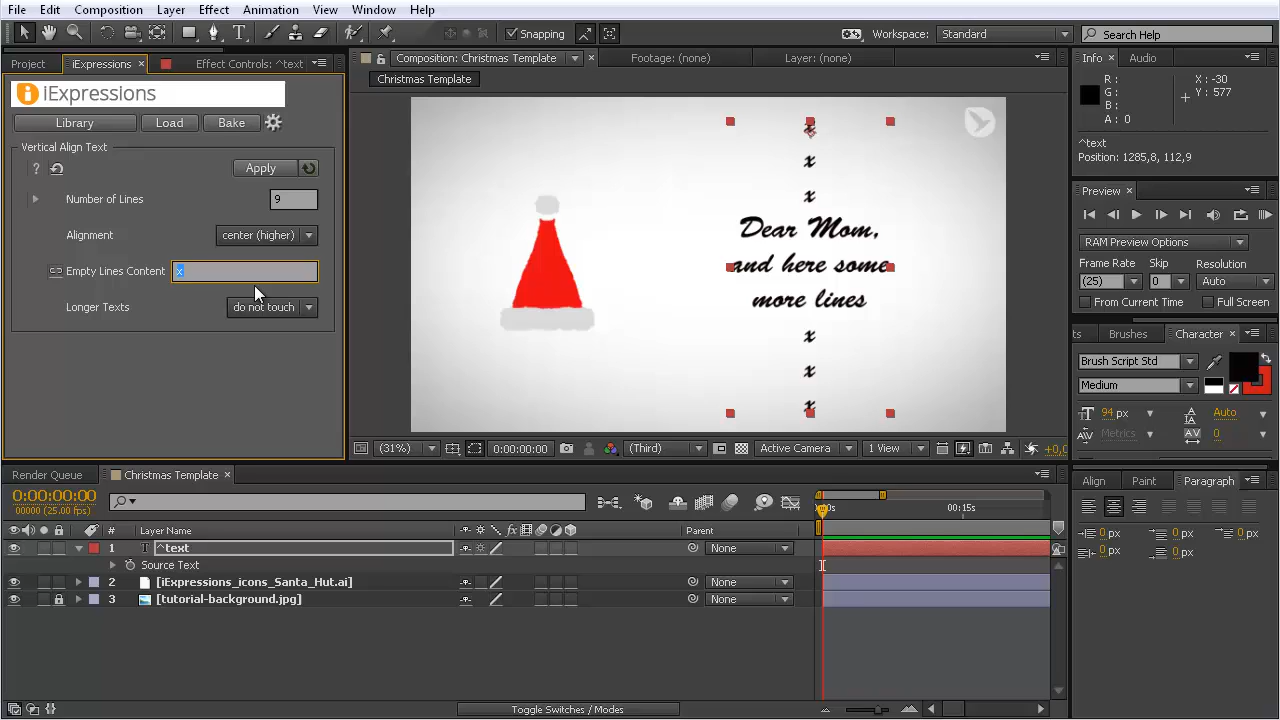 File Edit Composition Layer Effect Animation View Window Help
Snapping
Workspace: Standard
Search Help
Project iExpressions × Effect Controls: ^text
Composition: Christmas Template × Footage: (none) Layer: (none)
Info × Audio
Christmas Template
iExpressions
Library Load Bake
Vertical Align Text
? Apply
Number of Lines 9
Alignment center (higher)
Empty Lines Content x
Longer Texts do not touch
x
x
x
Dear Mom,
and here some
more lines
x
x
x
R :
G :
B :
A : 0
X : -30
Y : 577
^text
Position: 1285,8, 112,9
Preview ×
RAM Preview Options
Frame Rate Skip Resolution
(25) 0 Auto
From Current Time Full Screen
Brushes Character ×
Brush Script Std
Medium
94 px Auto
Metrics 0
(31%) 0:00:00:00 (Third) Active Camera 1 View
Render Queue Christmas Template ×
0:00:00:00
00000 (25.00 fps)
# Layer Name Parent
00:15s
1 T ^text None
Source Text
2 [iExpressions_icons_Santa_Hut.ai] None
3 [tutorial-background.jpg] None
Toggle Switches / Modes
Align Paint Paragraph
0 px 0 px 0 px
0 px 0 px